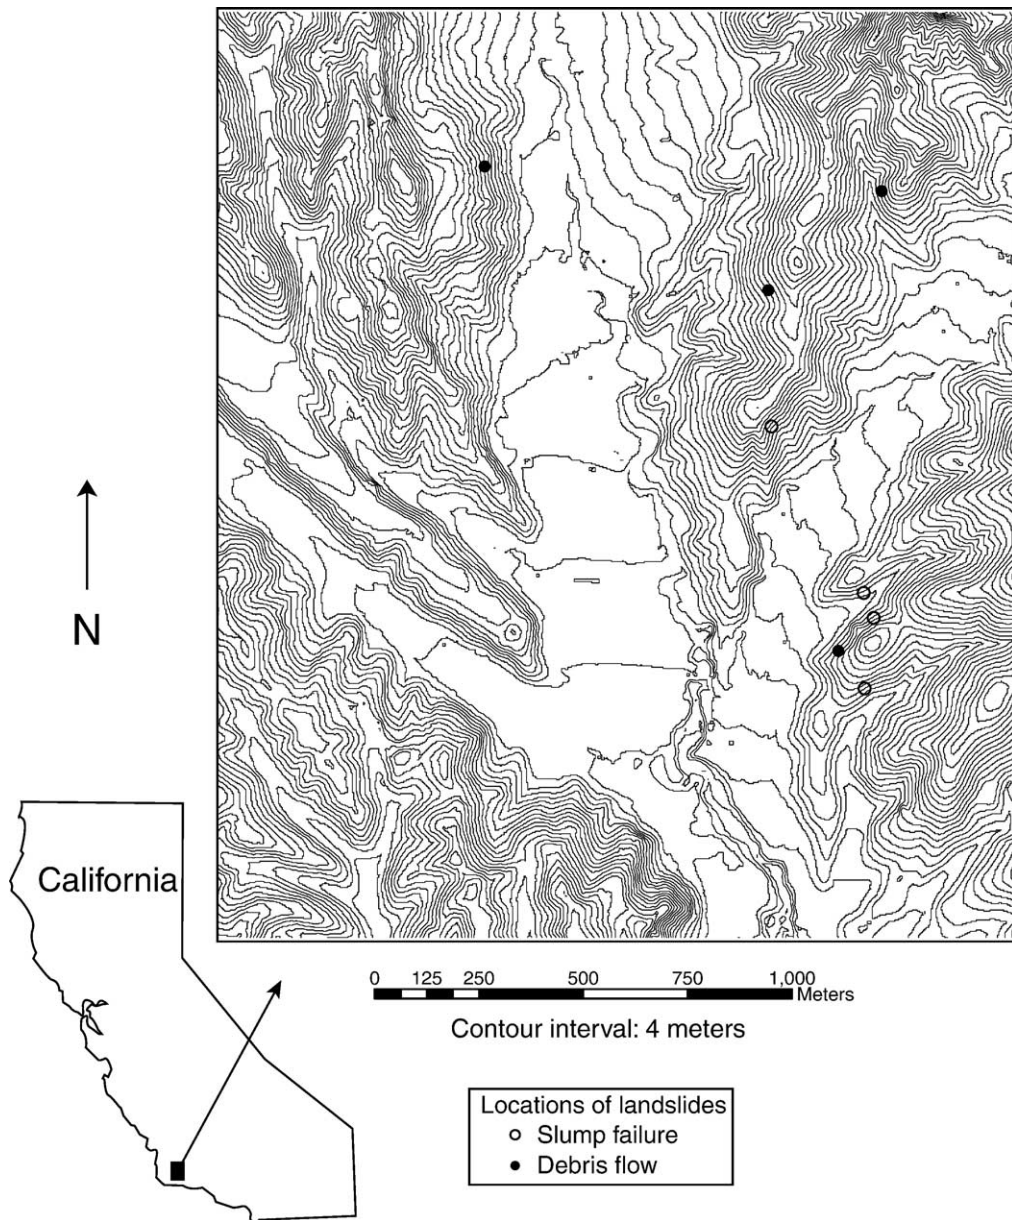 N
California
0 125 250 500 750 1,000
Meters
Contour interval: 4 meters
Locations of landslides
Slump failure
Debris flow